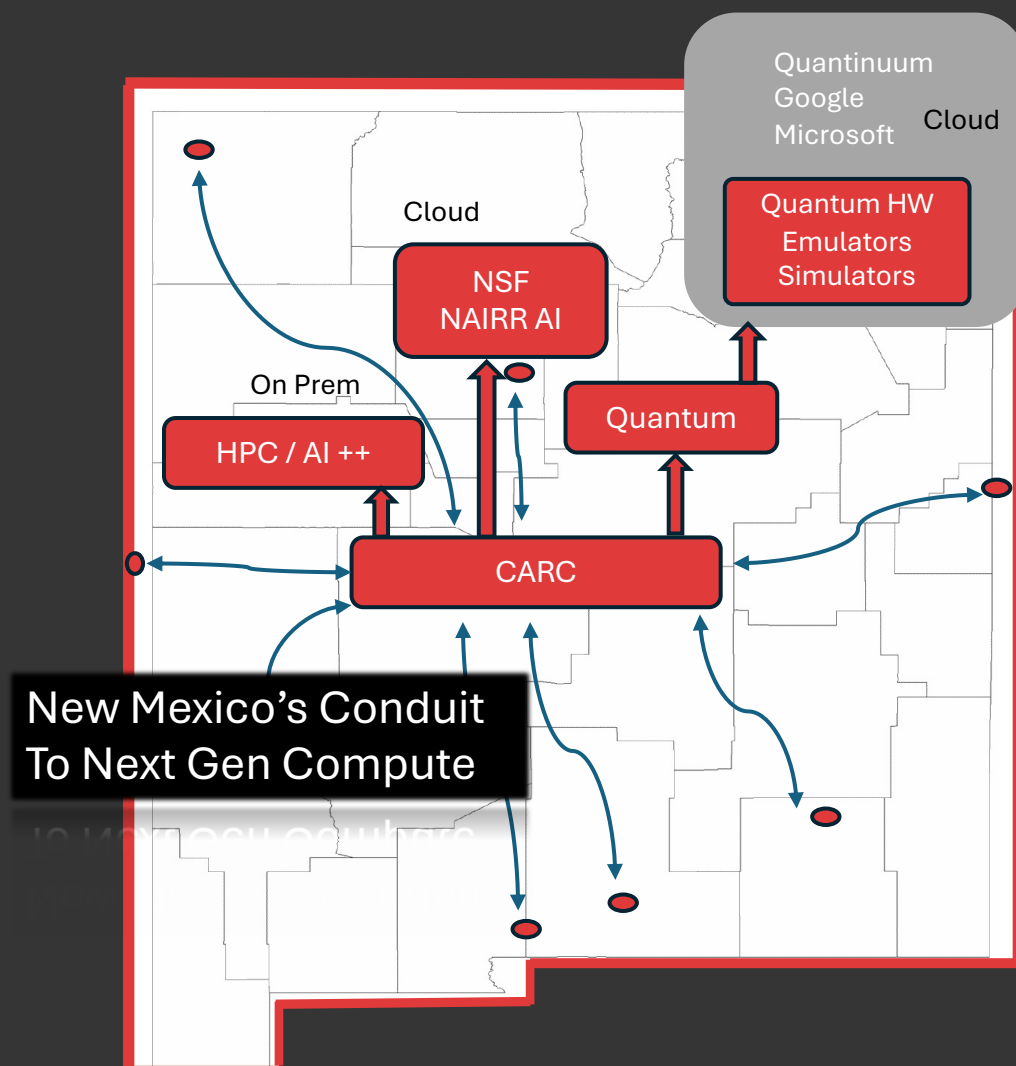 Quantinuum
Google
Microsoft
Cloud
Quantum HW
Emulators
Simulators
Cloud
NSF
NAIRR AI
On Prem
HPC / AI ++
Quantum
CARC
New Mexico’s Conduit
To Next Gen Compute